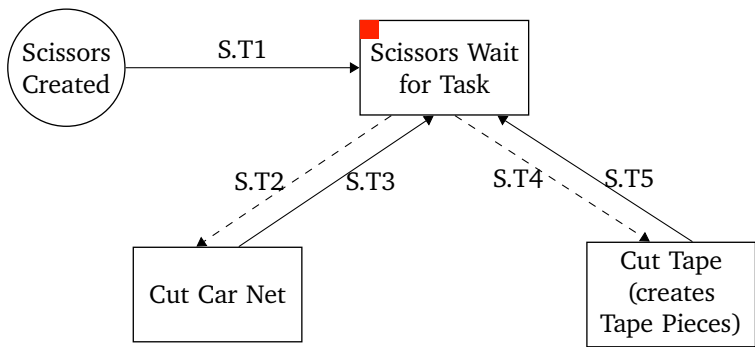 Scissors
Created
S.T1
Scissors Wait
for Task
S.T2
S.T3
S.T4
S.T5
Cut Car Net
Cut Tape
(creates
Tape Pieces)